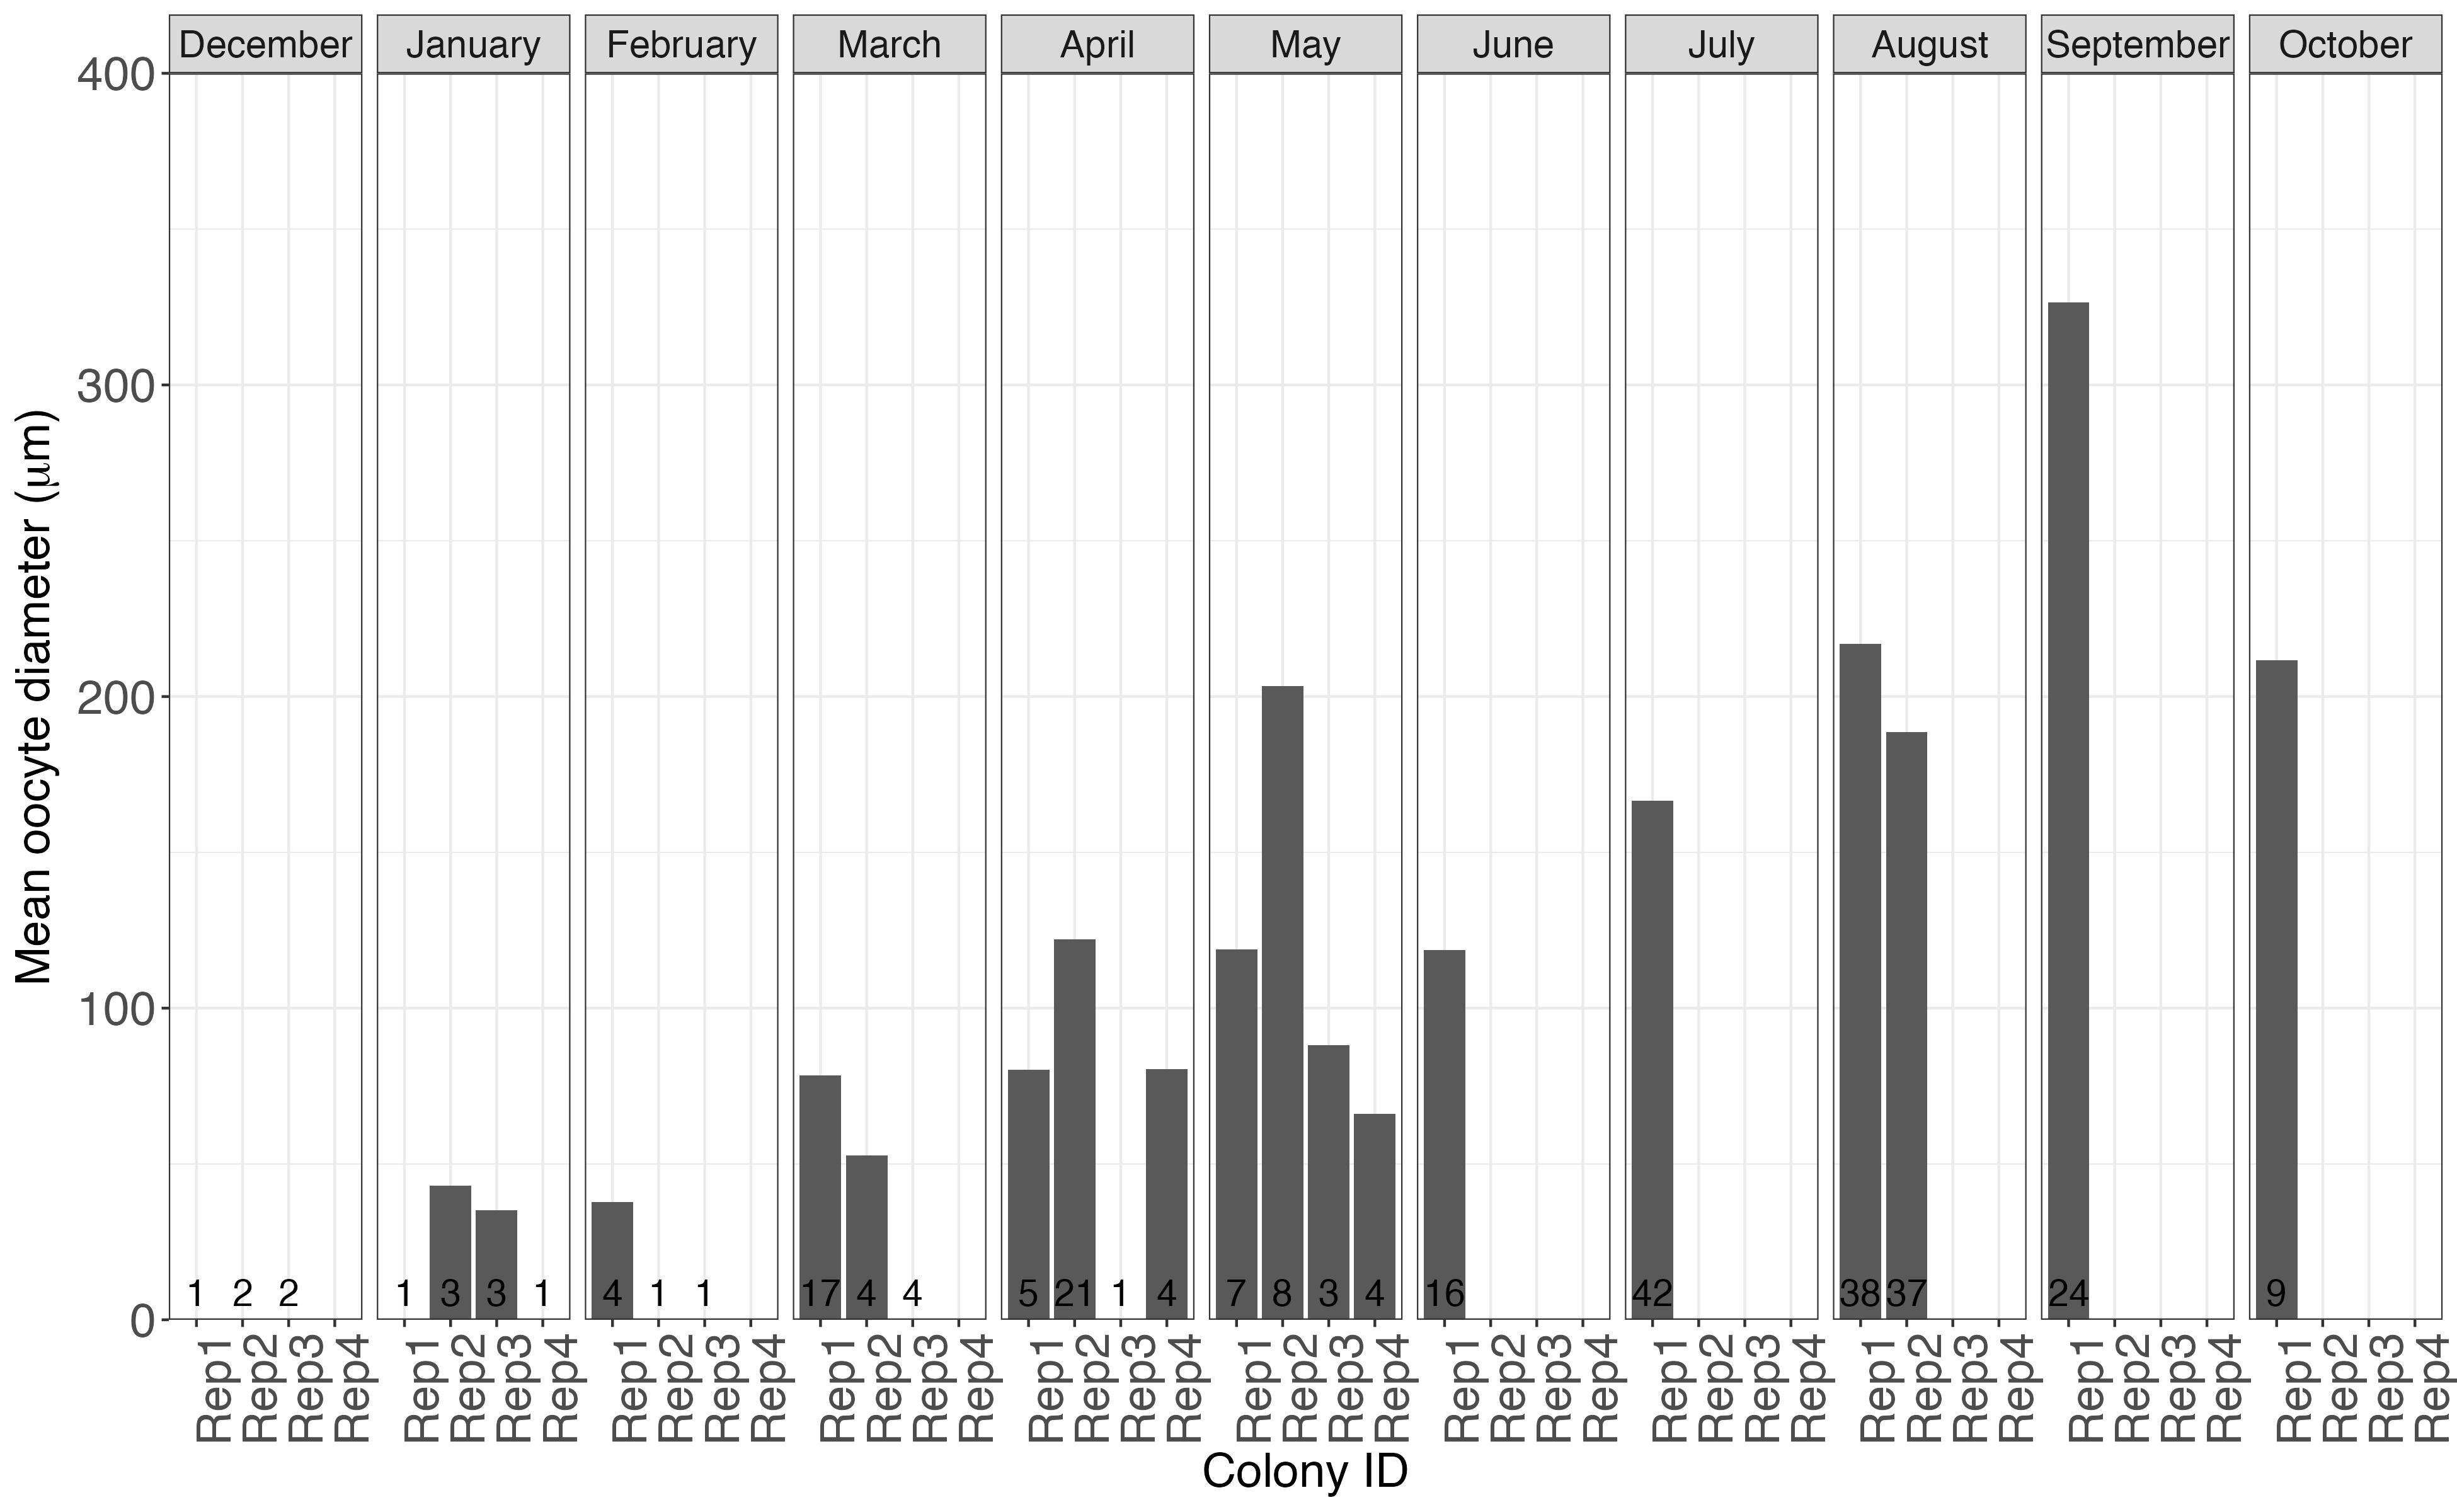 December January February March April May June July August September October
400
300
200
100
0
Mean oocyte diameter (μm)
1 2 2 1 3 3 1 4 1 1 17 4 4 5 21 1 4 7 8 3 4 16 42 38 37 24 9
Rep1 Rep2 Rep3 Rep4 Rep1 Rep2 Rep3 Rep4 Rep1 Rep2 Rep3 Rep4 Rep1 Rep2 Rep3 Rep4 Rep1 Rep2 Rep3 Rep4 Rep1 Rep2 Rep3 Rep4 Rep1 Rep2 Rep3 Rep4 Rep1 Rep2 Rep3 Rep4 Rep1 Rep2 Rep3 Rep4 Rep1 Rep2 Rep3 Rep4 Rep1 Rep2 Rep3 Rep4
Colony ID